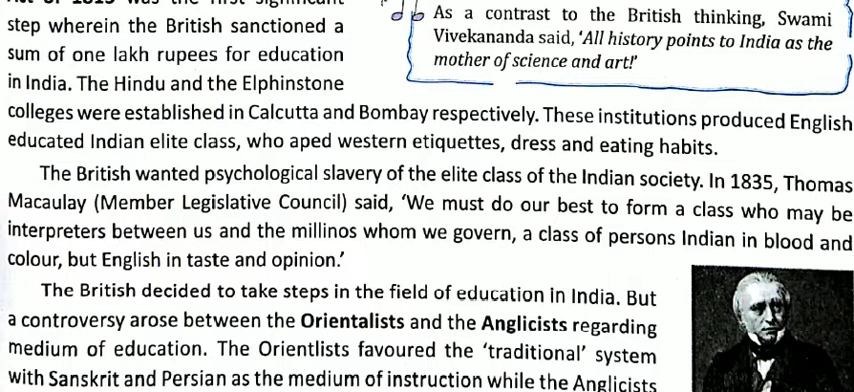 Act of 1813 was the first significant
step wherein the British sanctioned a
sum of one lakh rupees for education
in India. The Hindu and the Elphinstone
As a contrast to the British thinking, Swami
Vivekananda said, 'All history points to India as the
mother of science and art!'
colleges were established in Calcutta and Bombay respectively. These institutions produced English
educated Indian elite class, who aped western etiquettes, dress and eating habits.
The British wanted psychological slavery of the elite class of the Indian society. In 1835, Thomas
Macaulay (Member Legislative Council) said, 'We must do our best to form a class who may be
interpreters between us and the millinos whom we govern, a class of persons Indian in blood and
colour, but English in taste and opinion.'
The British decided to take steps in the field of education in India. But
a controversy arose between the Orientalists and the Anglicists regarding
medium of education. The Orientlists favoured the 'traditional' system
with Sanskrit and Persian as the medium of instruction while the Anglicists